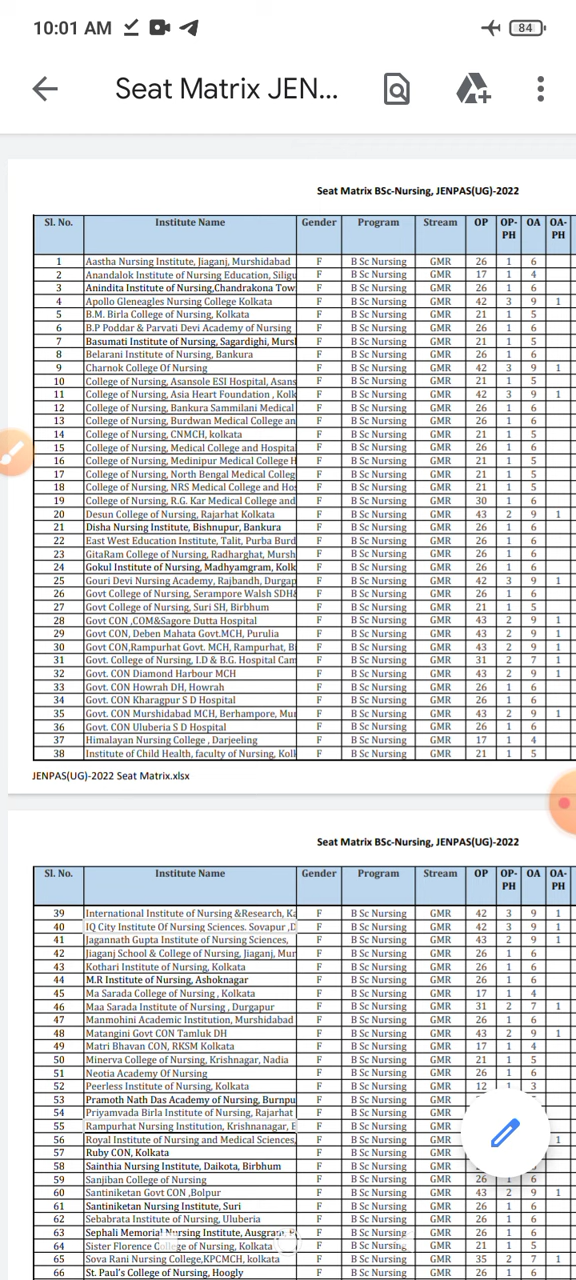 10:01 AM 84
Seat Matrix JEN...
Seat Matrix BSc-Nursing, JENPAS(UG)-2022
Sl. No. Institute Name Gender Program Stream OP OP-PH OA OA-PH
1 Aastha Nursing Institute, Jiaganj, Murshidabad F B Sc Nursing GMR 26 1 6
2 Anandalok Institute of Nursing Education, Siligu F B Sc Nursing GMR 17 1 4
3 Anindita Institute of Nursing,Chandrakona Tow F B Sc Nursing GMR 26 1 6
4 Apollo Gleneagles Nursing College Kolkata F B Sc Nursing GMR 42 3 9 1
5 B.M. Birla College of Nursing, Kolkata F B Sc Nursing GMR 21 1 5
6 B.P Poddar & Parvati Devi Academy of Nursing F B Sc Nursing GMR 26 1 6
7 Basumati Institute of Nursing, Sagardighi, Mursl F B Sc Nursing GMR 21 1 5
8 Belarani Institute of Nursing, Bankura F B Sc Nursing GMR 26 1 6
9 Charnok College Of Nursing F B Sc Nursing GMR 42 3 9 1
10 College of Nursing, Asansole ESI Hospital, Asans F B Sc Nursing GMR 21 1 5
11 College of Nursing, Asia Heart Foundation , Kolk F B Sc Nursing GMR 42 3 9 1
12 College of Nursing, Bankura Sammilani Medical F B Sc Nursing GMR 26 1 6
13 College of Nursing, Burdwan Medical College an F B Sc Nursing GMR 26 1 6
14 College of Nursing, CNMCH, kolkata F B Sc Nursing GMR 21 1 5
15 College of Nursing, Medical College and Hospita F B Sc Nursing GMR 26 1 6
16 College of Nursing, Medinipur Medical College H F B Sc Nursing GMR 21 1 5
17 College of Nursing, North Bengal Medical Colleg F B Sc Nursing GMR 21 1 5
18 College of Nursing, NRS Medical College and Hos F B Sc Nursing GMR 21 1 5
19 College of Nursing, R.G. Kar Medical College and F B Sc Nursing GMR 30 1 6
20 Desun College of Nursing, Rajarhat Kolkata F B Sc Nursing GMR 43 2 9 1
21 Disha Nursing Institute, Bishnupur, Bankura F B Sc Nursing GMR 26 1 6
22 East West Education Institute, Talit, Purba Burd F B Sc Nursing GMR 26 1 6
23 GitaRam College of Nursing, Radharghat, Mursh F B Sc Nursing GMR 26 1 6
24 Gokul Institute of Nursing, Madhyamgram, Kolk F B Sc Nursing GMR 26 1 6
25 Gouri Devi Nursing Academy, Rajbandh, Durgap F B Sc Nursing GMR 42 3 9 1
26 Govt College of Nursing, Serampore Walsh SDH& F B Sc Nursing GMR 26 1 6
27 Govt College of Nursing, Suri SH, Birbhum F B Sc Nursing GMR 21 1 5
28 Govt CON ,COM&Sagore Dutta Hospital F B Sc Nursing GMR 43 2 9 1
29 Govt CON, Deben Mahata Govt.MCH, Purulia F B Sc Nursing GMR 43 2 9 1
30 Govt CON,Rampurhat Govt. MCH, Rampurhat, Bi F B Sc Nursing GMR 43 2 9 1
31 Govt. College of Nursing, I.D & B.G. Hospital Cam F B Sc Nursing GMR 31 2 7 1
32 Govt. CON Diamond Harbour MCH F B Sc Nursing GMR 43 2 9 1
33 Govt. CON Howrah DH, Howrah F B Sc Nursing GMR 26 1 6
34 Govt. CON Kharagpur S D Hospital F B Sc Nursing GMR 26 1 6
35 Govt. CON Murshidabad MCH, Berhampore, Mur F B Sc Nursing GMR 43 2 9 1
36 Govt. CON Uluberia S D Hospital F B Sc Nursing GMR 26 1 6
37 Himalayan Nursing College , Darjeeling F B Sc Nursing GMR 17 1 4
38 Institute of Child Health, faculty of Nursing, Kolk F B Sc Nursing GMR 21 1 5
JENPAS(UG)-2022 Seat Matrix.xlsx
Seat Matrix BSc-Nursing, JENPAS(UG)-2022
Sl. No. Institute Name Gender Program Stream OP OP-PH OA OA-PH
39 International Institute of Nursing &Research, Ka F B Sc Nursing GMR 42 3 9 1
40 IQ City Institute Of Nursing Sciences. Sovapur ,D F B Sc Nursing GMR 42 3 9 1
41 Jagannath Gupta Institute of Nursing Sciences, F B Sc Nursing GMR 43 2 9 1
42 Jiaganj School & College of Nursing, Jiaganj, Mur F B Sc Nursing GMR 26 1 6
43 Kothari Institute of Nursing, Kolkata F B Sc Nursing GMR 26 1 6
44 M.R Institute of Nursing, Ashoknagar F B Sc Nursing GMR 26 1 6
45 Ma Sarada College of Nursing , Kolkata F B Sc Nursing GMR 17 1 4
46 Maa Sarada Institute of Nursing , Durgapur F B Sc Nursing GMR 31 2 7 1
47 Manmohini Academic Institution, Murshidabad F B Sc Nursing GMR 26 1 6
48 Matangini Govt CON Tamluk DH F B Sc Nursing GMR 43 2 9 1
49 Matri Bhavan CON, RKSM Kolkata F B Sc Nursing GMR 17 1 4
50 Minerva College of Nursing, Krishnagar, Nadia F B Sc Nursing GMR 21 1 5
51 Neotia Academy Of Nursing F B Sc Nursing GMR 26 1 6
52 Peerless Institute of Nursing, Kolkata F B Sc Nursing GMR 12 1 3
53 Pramoth Nath Das Academy of Nursing, Burnpu F B Sc Nursing GMR
54 Priyamvada Birla Institute of Nursing, Rajarhat F B Sc Nursing GMR
55 Rampurhat Nursing Institution, Krishnanagar, F B Sc Nursing GMR
56 Royal Institute of Nursing and Medical Sciences, F B Sc Nursing GMR 1
57 Ruby CON, Kolkata F B Sc Nursing GMR
58 Sainthia Nursing Institute, Daikota, Birbhum F B Sc Nursing GMR
59 Sanjiban College of Nursing F B Sc Nursing GMR 26 1 6
60 Santiniketan Govt CON ,Bolpur F B Sc Nursing GMR 43 2 9 1
61 Santiniketan Nursing Institute, Suri F B Sc Nursing GMR 26 1 6
62 Sebabrata Institute of Nursing, Uluberia F B Sc Nursing GMR 26 1 6
63 Sephali Memorial Nursing Institute, Ausgram F B Sc Nursing GMR 26 1 6
64 Sister Florence College of Nursing, Kolkata F B Sc Nursing GMR 21 1 5
65 Sova Rani Nursing College,KPCMCH, kolkata F B Sc Nursing GMR 35 2 7 1
66 St. Paul's College of Nursing, Hoogly F B Sc Nursing GMR 26 1 6